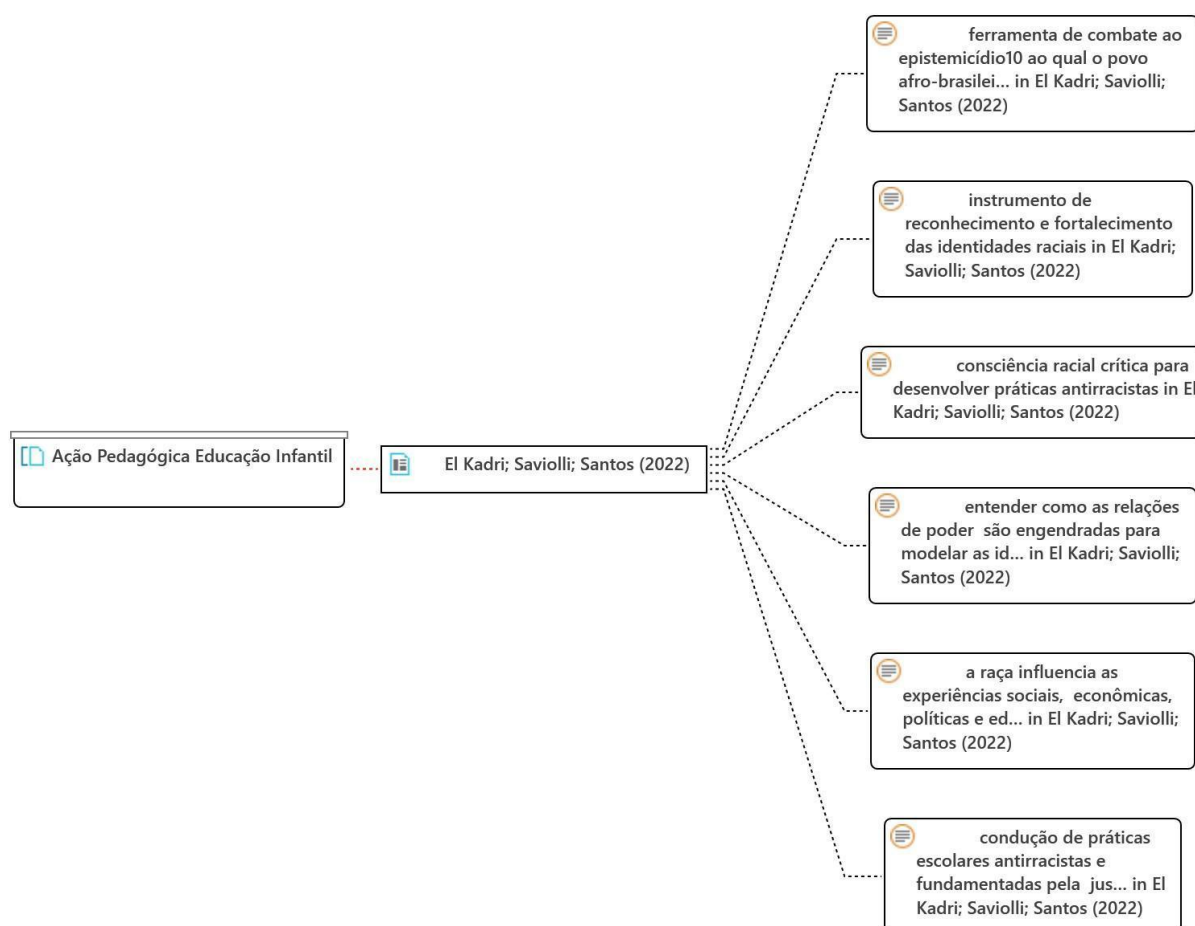 ferramenta de combate ao
epistemicídio10 ao qual o povo
afro-brasilei... in El Kadri; Saviolli;
Santos (2022)
instrumento de
reconhecimento e fortalecimento
das identidades raciais in El Kadri;
Saviolli; Santos (2022)
consciência racial crítica para
desenvolver práticas antirracistas in El
Kadri; Saviolli; Santos (2022)
Ação Pedagógica Educação Infantil
El Kadri; Saviolli; Santos (2022)
entender como as relações
de poder são engendradas para
modelar as id... in El Kadri; Saviolli;
Santos (2022)
a raça influencia as
experiências sociais, econômicas,
políticas e ed... in El Kadri; Saviolli;
Santos (2022)
condução de práticas
escolares antirracistas e
fundamentadas pela jus... in El
Kadri; Saviolli; Santos (2022)